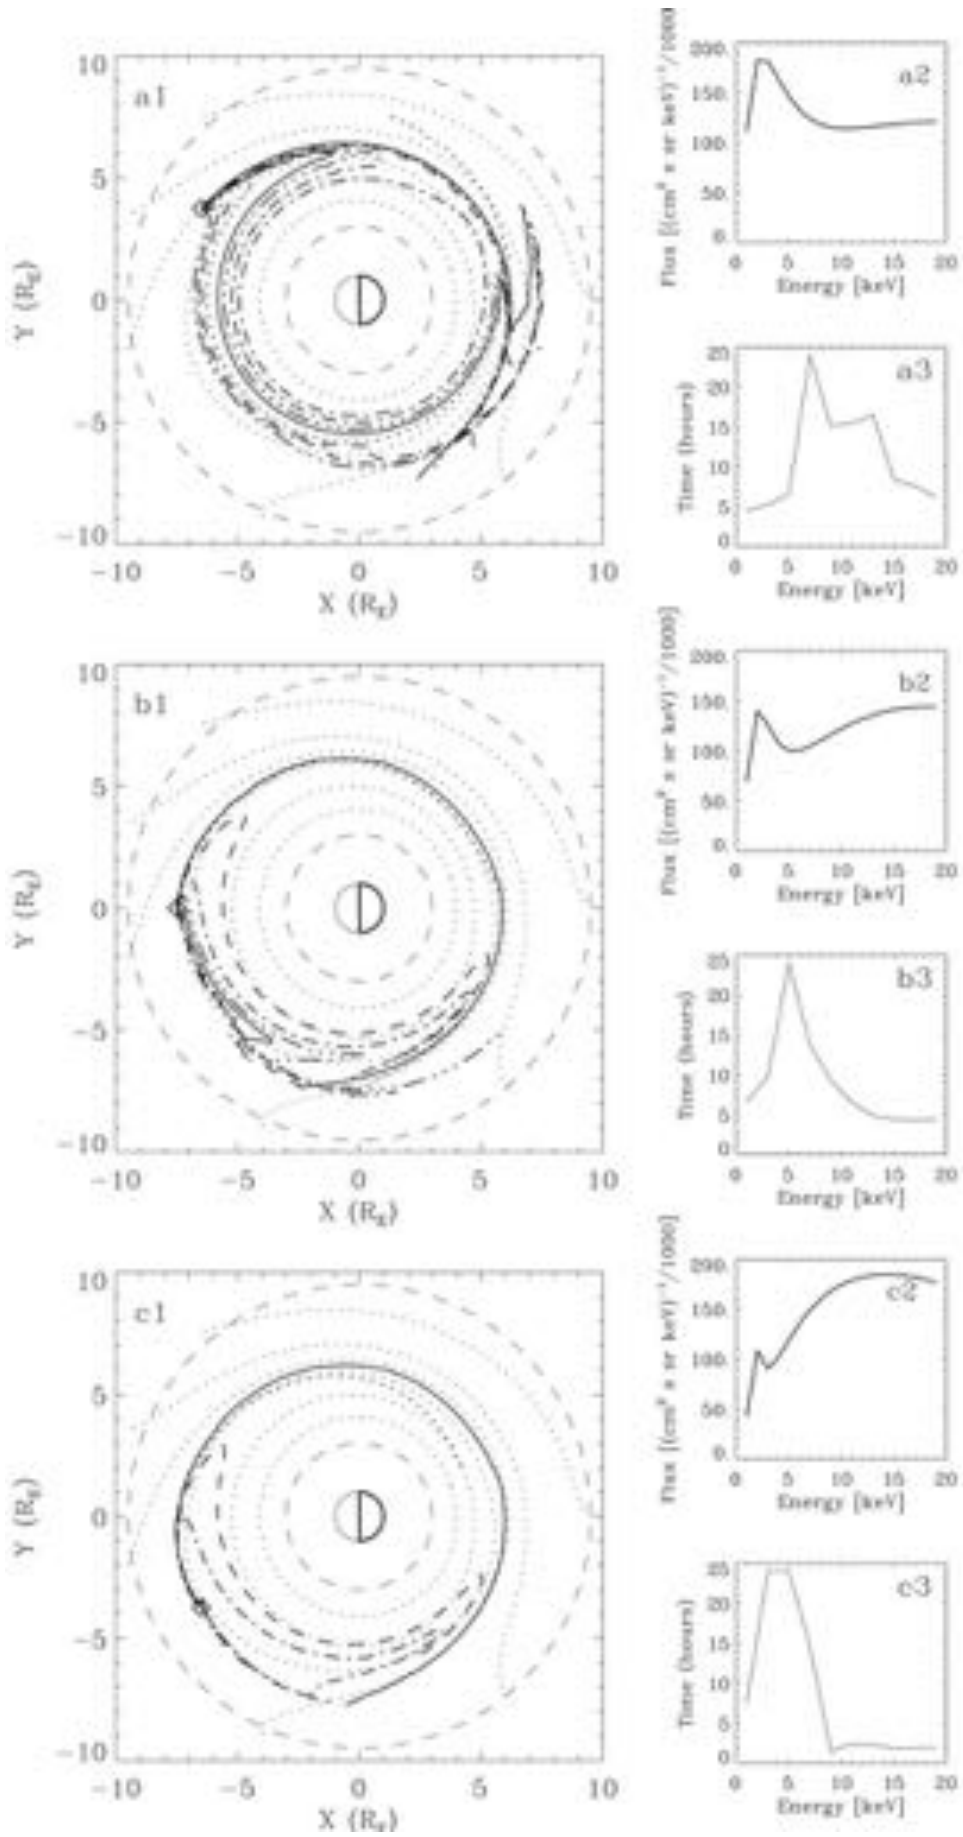 a1
10
5
0
−5
−10
Y (R_E)
−10 −5 0 5 10
X (R_E)
a2
200.
150.
100.
50.
0.
Flux [(cm² s sr keV)⁻¹/1000]
0 5 10 15 20
Energy [keV]
a3
25
20
15
10
5
0
Time (hours)
0 5 10 15 20
Energy [keV]
b1
10
5
0
−5
−10
Y (R_E)
−10 −5 0 5 10
X (R_E)
b2
200.
150.
100.
50.
0.
Flux [(cm² s sr keV)⁻¹/1000]
0 5 10 15 20
Energy [keV]
b3
25
20
15
10
5
0
Time (hours)
0 5 10 15 20
Energy [keV]
c1
10
5
0
−5
Y (R_E)
−10 −5 0 5 10
X (R_E)
c2
200.
150.
100.
50.
0.
Flux [(cm² s sr keV)⁻¹/1000]
0 5 10 15 20
Energy [keV]
c3
25
20
15
10
5
0
Time (hours)
0 5 10 15 20
Energy [keV]